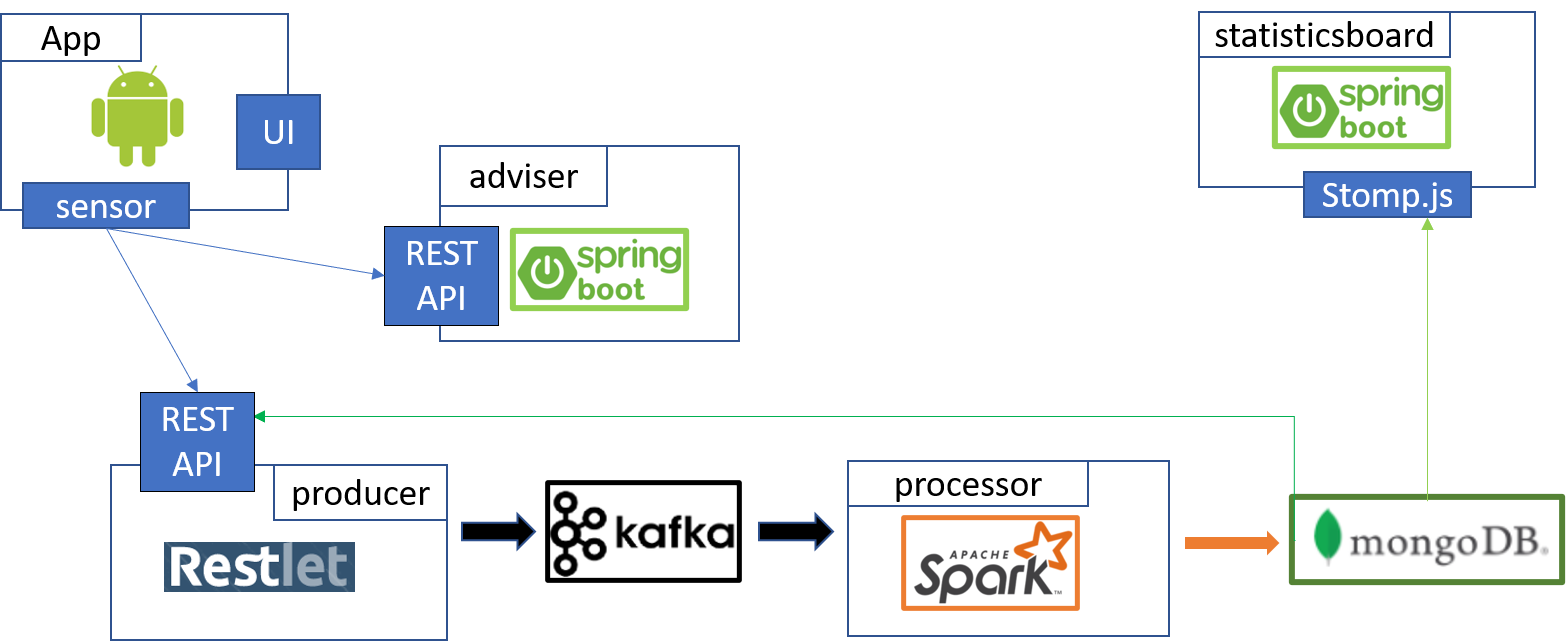 App
UI
sensor
adviser
REST
API
spring
boot
statisticsboard
spring
boot
Stomp.js
REST
API
producer
Restlet
kafka
processor
APACHE
Spark™
mongoDB®